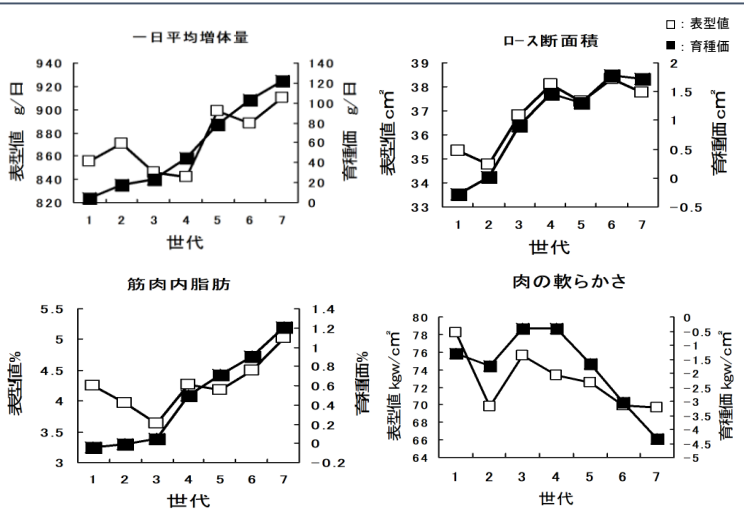 □：表型値
■：育種価
一日平均増体量
表型値 g/日
育種価 g/日
940
920
900
880
860
840
820
140
120
100
80
60
40
20
0
1 2 3 4 5 6 7
世代
ロース断面積
表型値cm²
育種価cm²
39
38
37
36
35
34
33
2
1.5
1
0.5
0
−0.5
1 2 3 4 5 6 7
世代
筋肉内脂肪
表型値%
育種価%
5.5
5
4.5
4
3.5
3
1.4
1.2
1
0.8
0.6
0.4
0.2
0
−0.2
1 2 3 4 5 6 7
世代
肉の軟らかさ
表型値 kgw/cm²
育種価 kgw/cm²
80
78
76
74
72
70
68
66
64
0
−0.5
−1
−1.5
−2
−2.5
−3
−3.5
−4
−4.5
−5
1 2 3 4 5 6 7
世代